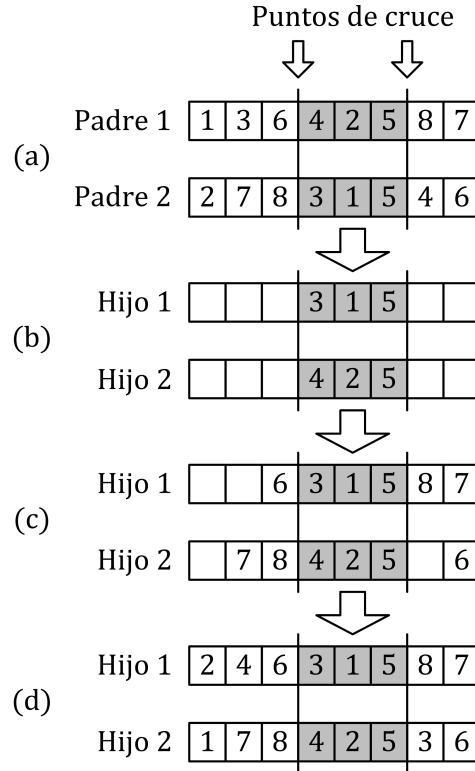 Puntos de cruce
Padre 1 1 3 6 4 2 5 8 7
(a)
Padre 2 2 7 8 3 1 5 4 6
Hijo 1 3 1 5
(b)
Hijo 2 4 2 5
Hijo 1 6 3 1 5 8 7
(c)
Hijo 2 7 8 4 2 5 6
Hijo 1 2 4 6 3 1 5 8 7
(d)
Hijo 2 1 7 8 4 2 5 3 6